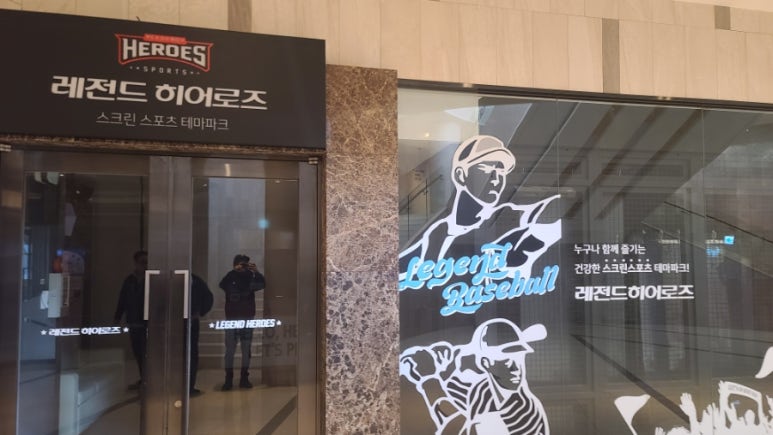 HEROES
SPORTS
레전드 히어로즈
스크린 스포츠 테마파크
Legend
Baseball
누구나 함께 즐기는
건강한 스크린스포츠 테마파크!
레전드히어로즈
★ 레전드 히어로즈 ★
★ LEGEND HEROES ★